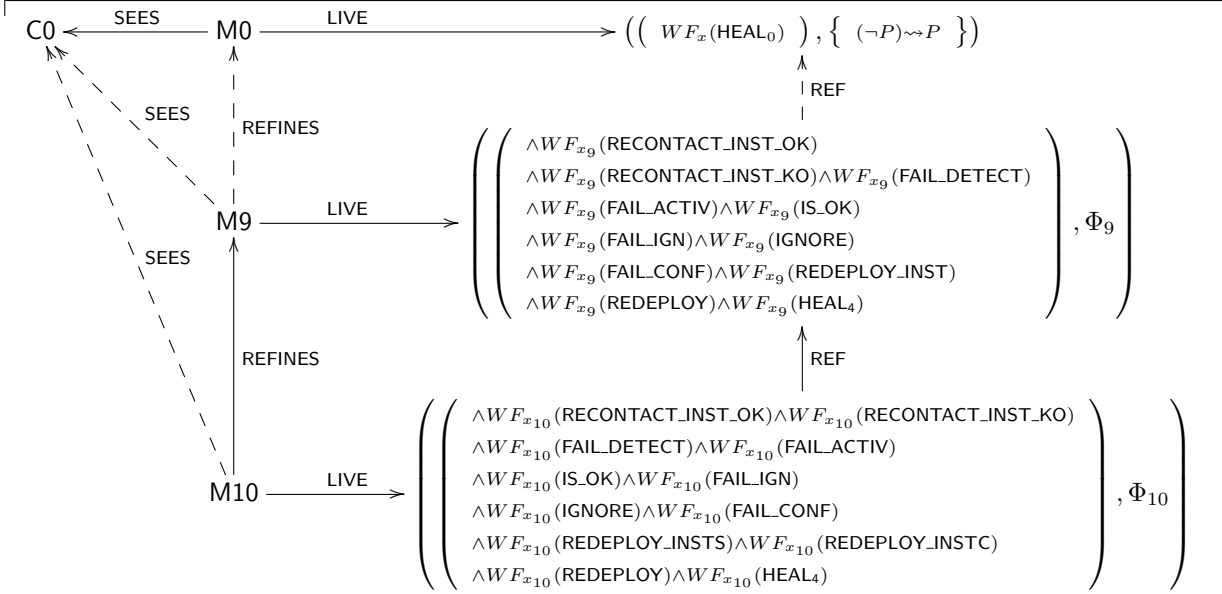 C0 SEES M0 LIVE (( WF_x(HEAL_0) ), { (¬P)⇝P })
SEES REFINES REF
∧WF_{x_9}(RECONTACT_INST_OK)
∧WF_{x_9}(RECONTACT_INST_KO)∧WF_{x_9}(FAIL_DETECT)
M9 LIVE ∧WF_{x_9}(FAIL_ACTIV)∧WF_{x_9}(IS_OK) , Φ_9
SEES ∧WF_{x_9}(FAIL_IGN)∧WF_{x_9}(IGNORE)
∧WF_{x_9}(FAIL_CONF)∧WF_{x_9}(REDEPLOY_INST)
∧WF_{x_9}(REDEPLOY)∧WF_{x_9}(HEAL_4)
REFINES REF
∧WF_{x_10}(RECONTACT_INST_OK)∧WF_{x_10}(RECONTACT_INST_KO)
∧WF_{x_10}(FAIL_DETECT)∧WF_{x_10}(FAIL_ACTIV)
M10 LIVE ∧WF_{x_10}(IS_OK)∧WF_{x_10}(FAIL_IGN) , Φ_10
∧WF_{x_10}(IGNORE)∧WF_{x_10}(FAIL_CONF)
∧WF_{x_10}(REDEPLOY_INSTS)∧WF_{x_10}(REDEPLOY_INSTC)
∧WF_{x_10}(REDEPLOY)∧WF_{x_10}(HEAL_4)